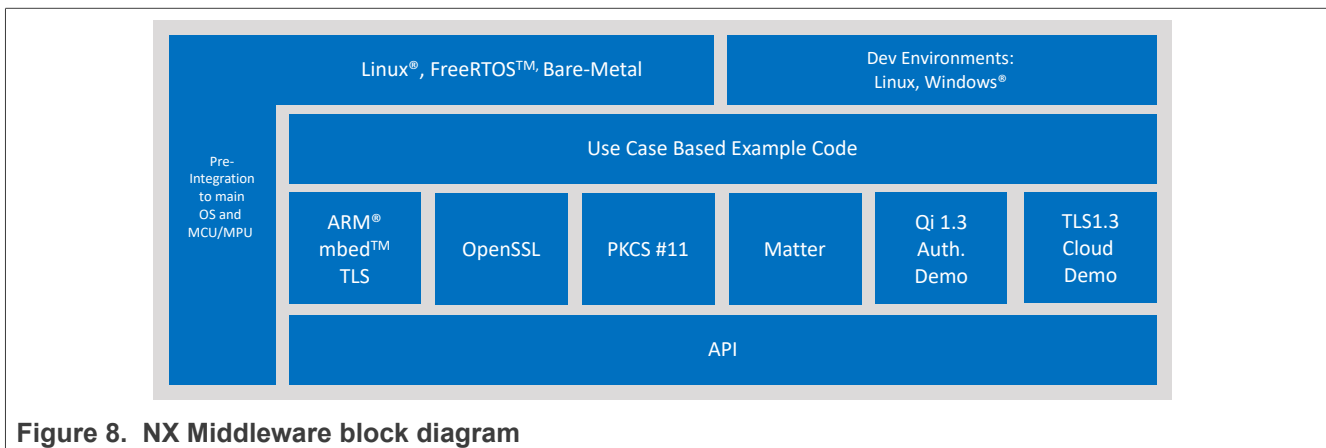 Linux®, FreeRTOS™, Bare-Metal
Dev Environments:
Linux, Windows®
Pre-
Integration
to main
OS and
MCU/MPU
Use Case Based Example Code
ARM®
mbed™
TLS
OpenSSL
PKCS #11
Matter
Qi 1.3
Auth.
Demo
TLS1.3
Cloud
Demo
API
Figure 8. NX Middleware block diagram